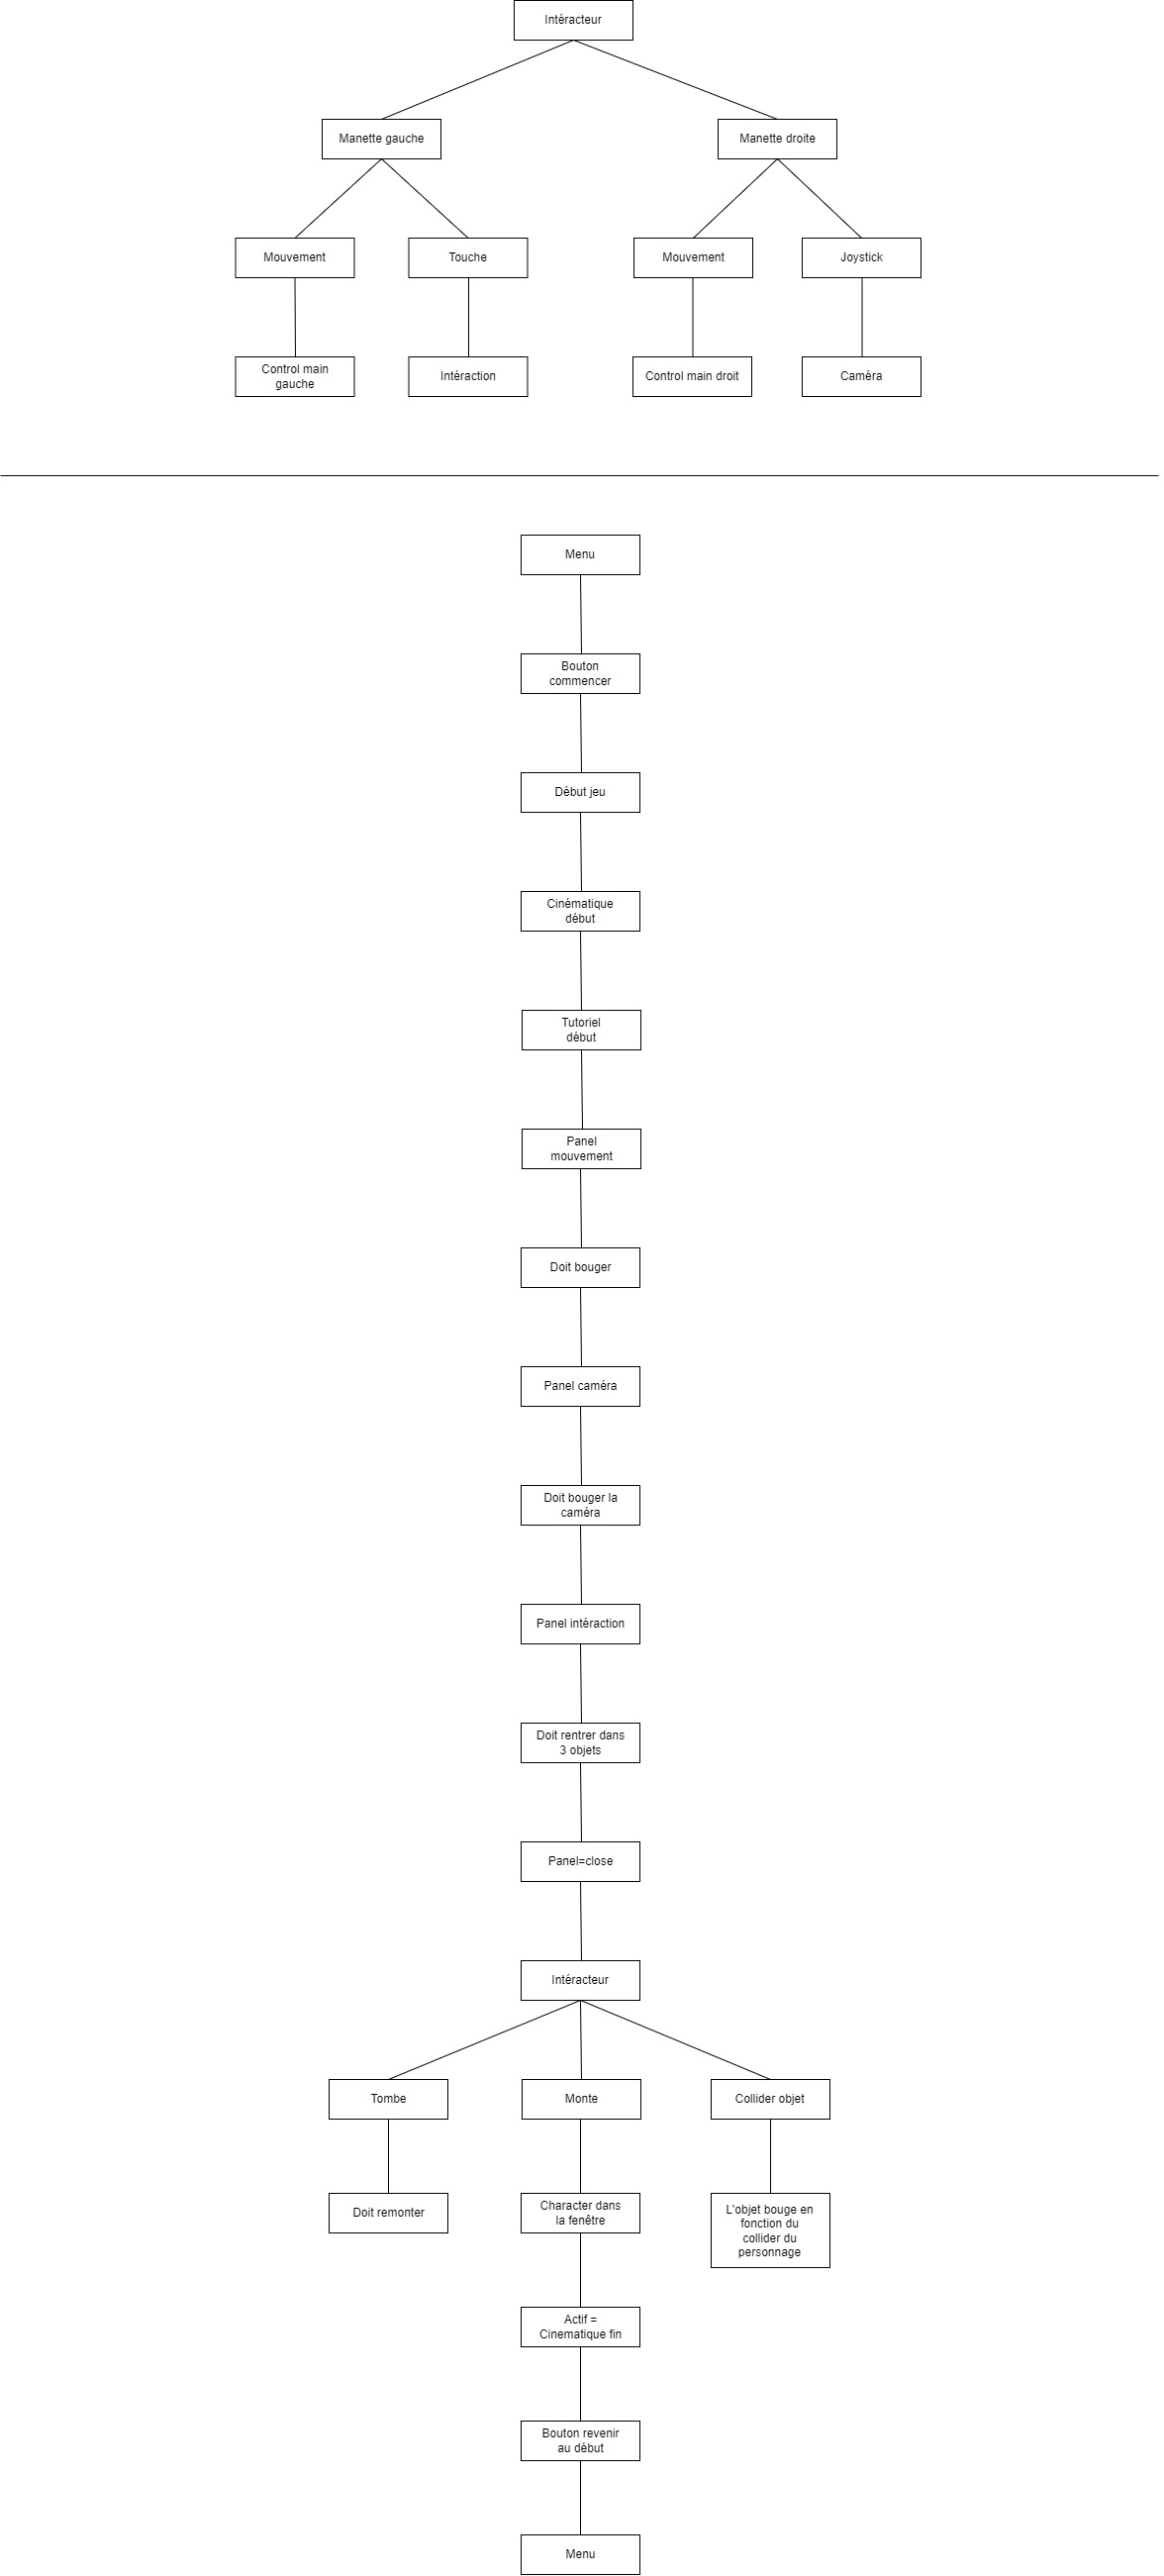 Intéracteur
Manette gauche
Manette droite
Mouvement
Touche
Mouvement
Joystick
Control main
gauche
Intéraction
Control main droit
Caméra
Menu
Bouton
commencer
Début jeu
Cinématique
début
Tutoriel
début
Panel
mouvement
Doit bouger
Panel caméra
Doit bouger la
caméra
Panel intéraction
Doit rentrer dans
3 objets
Panel=close
Intéracteur
Tombe
Monte
Collider objet
Doit remonter
Character dans
la fenêtre
L'objet bouge en
fonction du
collider du
personnage
Actif =
Cinematique fin
Bouton revenir
au début
Menu